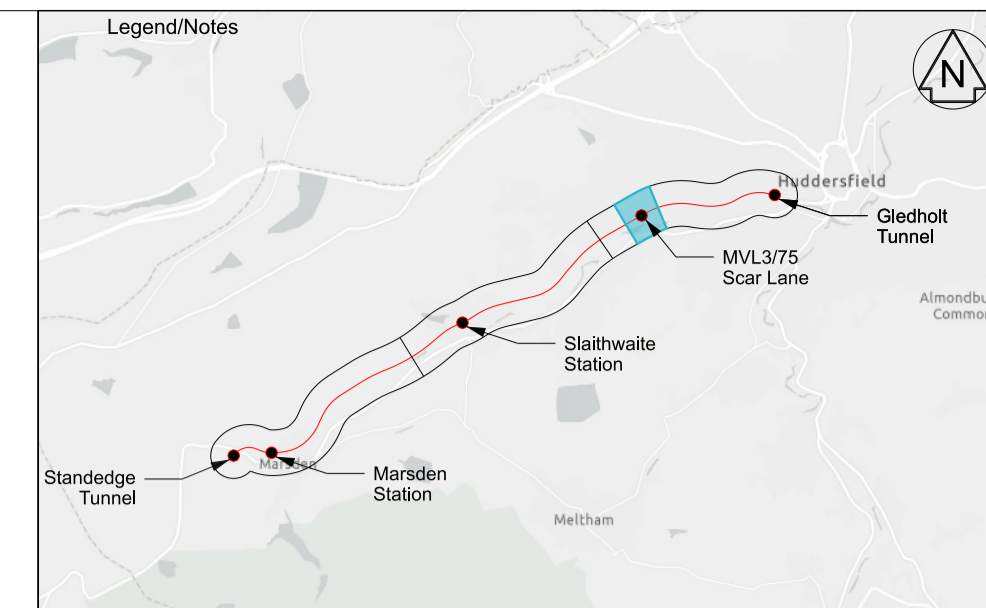 Legend/Notes
N
Huddersfield
Gledholt
Tunnel
MVL3/75
Scar Lane
Almondbu
Commo
Slaithwaite
Station
Marsden
Standedge
Tunnel
Marsden
Station
Meltham